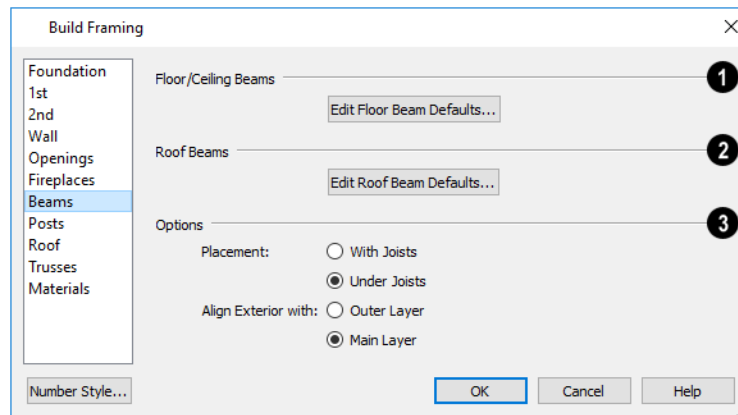 Build Framing
Foundation
1st
2nd
Wall
Openings
Fireplaces
Beams
Posts
Roof
Trusses
Materials
Number Style...
Floor/Ceiling Beams 1
Edit Floor Beam Defaults...
Roof Beams 2
Edit Roof Beam Defaults...
Options 3
Placement: With Joists
Under Joists
Align Exterior with: Outer Layer
Main Layer
OK Cancel Help